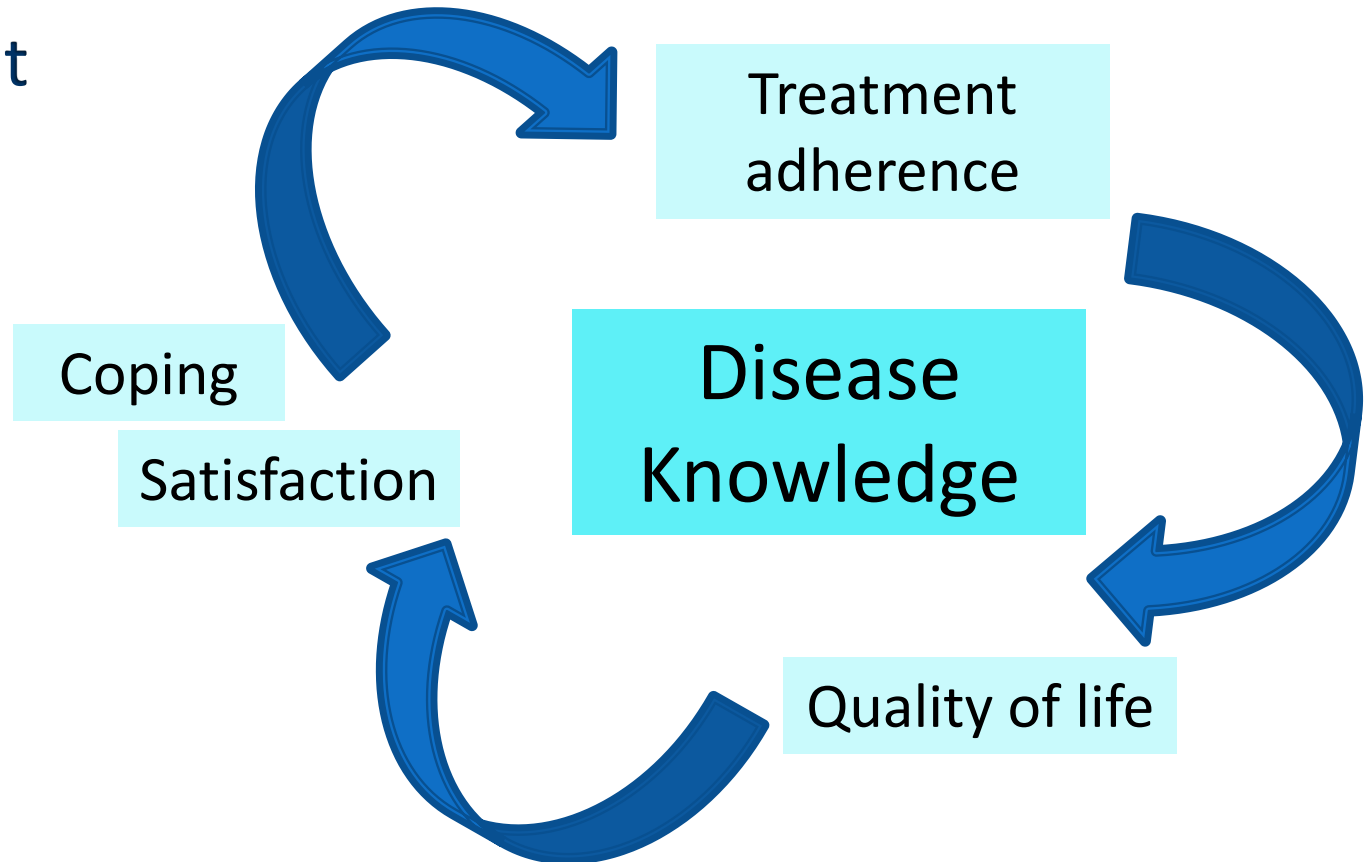 t
Treatment
adherence
Disease
Knowledge
Coping
Satisfaction
Quality of life